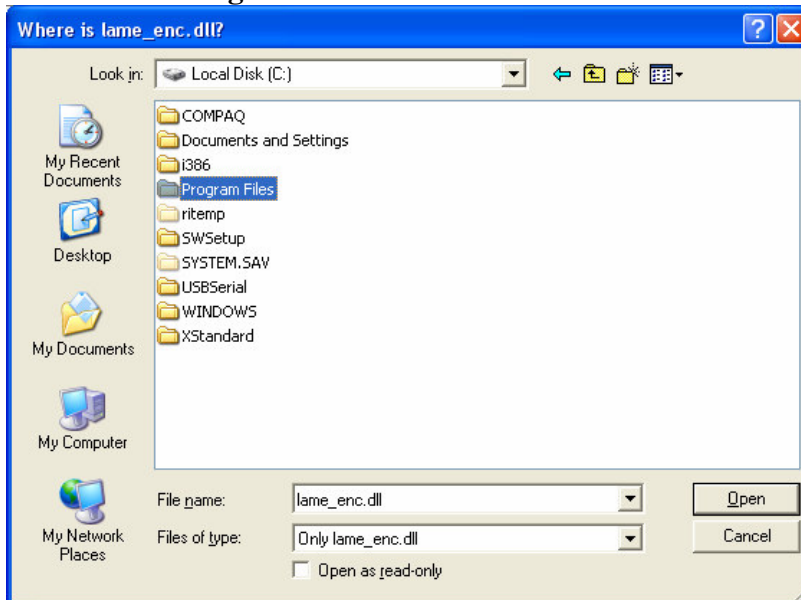 Where is lame_enc.dll?
Look in:
Local Disk (C:)
My Recent
Documents
Desktop
My Documents
My Computer
My Network
Places
COMPAQ
Documents and Settings
i386
Program Files
ritemp
SWSetup
SYSTEM.SAV
USBSerial
WINDOWS
XStandard
File name:
lame_enc.dll
Open
Files of type:
Only lame_enc.dll
Cancel
Open as read-only